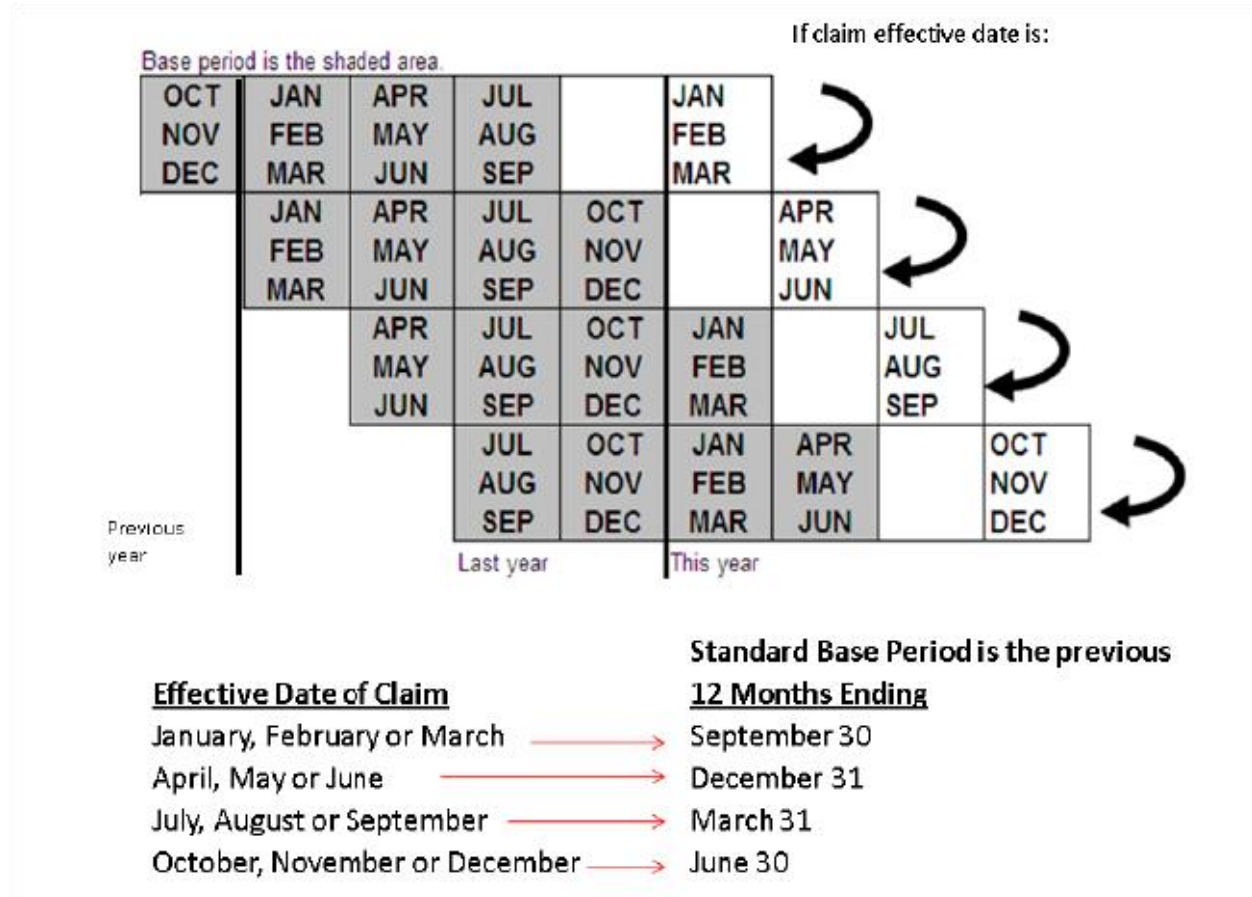 If claim effective date is:
Base period is the shaded area.
OCT JAN APR JUL JAN
NOV FEB MAY AUG FEB
DEC MAR JUN SEP MAR
JAN APR JUL OCT APR
FEB MAY AUG NOV MAY
MAR JUN SEP DEC JUN
APR JUL OCT JAN JUL
MAY AUG NOV FEB AUG
JUN SEP DEC MAR SEP
JUL OCT JAN APR OCT
AUG NOV FEB MAY NOV
SEP DEC MAR JUN DEC
Previous
year
Last year This year
Standard Base Period is the previous
Effective Date of Claim 12 Months Ending
January, February or March September 30
April, May or June December 31
July, August or September March 31
October, November or December June 30